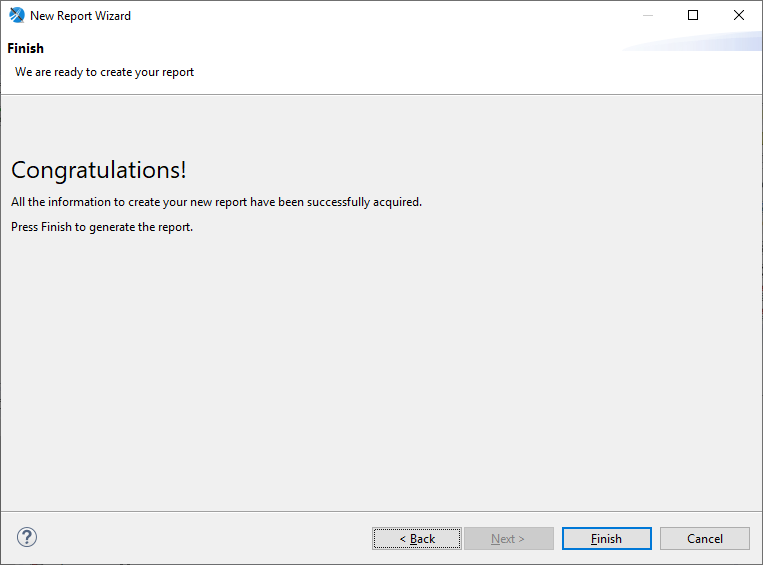 New Report Wizard
Finish
We are ready to create your report
Congratulations!
All the information to create your new report have been successfully acquired.
Press Finish to generate the report.
?
< Back
Next >
Finish
Cancel